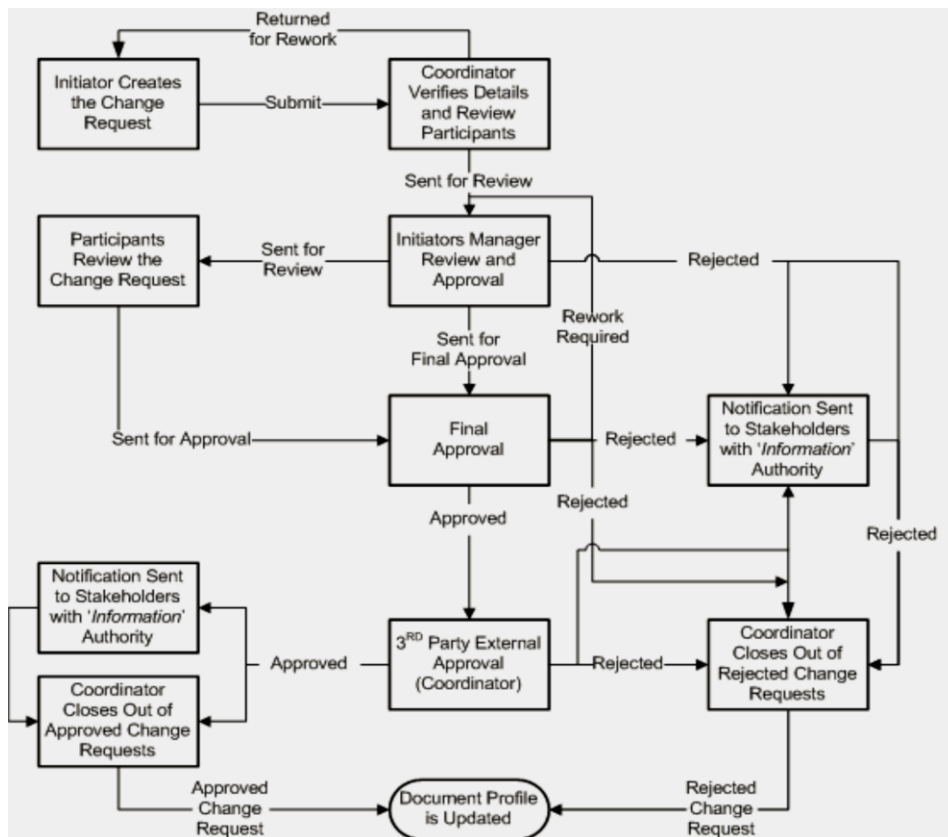 Returned
for Rework
Initiator Creates
the Change
Request
Submit
Coordinator
Verifies Details
and Review
Participants
Sent for Review
Participants
Review the
Change Request
Sent for
Review
Initiators Manager
Review and
Approval
Rejected
Rework
Required
Sent for
Final Approval
Sent for Approval
Final
Approval
Rejected
Notification Sent
to Stakeholders
with 'Information'
Authority
Approved
Rejected
Rejected
Notification Sent
to Stakeholders
with 'Information'
Authority
Approved
3RD Party External
Approval
(Coordinator)
Rejected
Coordinator
Closes Out of
Rejected Change
Requests
Coordinator
Closes Out of
Approved Change
Requests
Approved
Change
Request
Document Profile
is Updated
Rejected
Change
Request